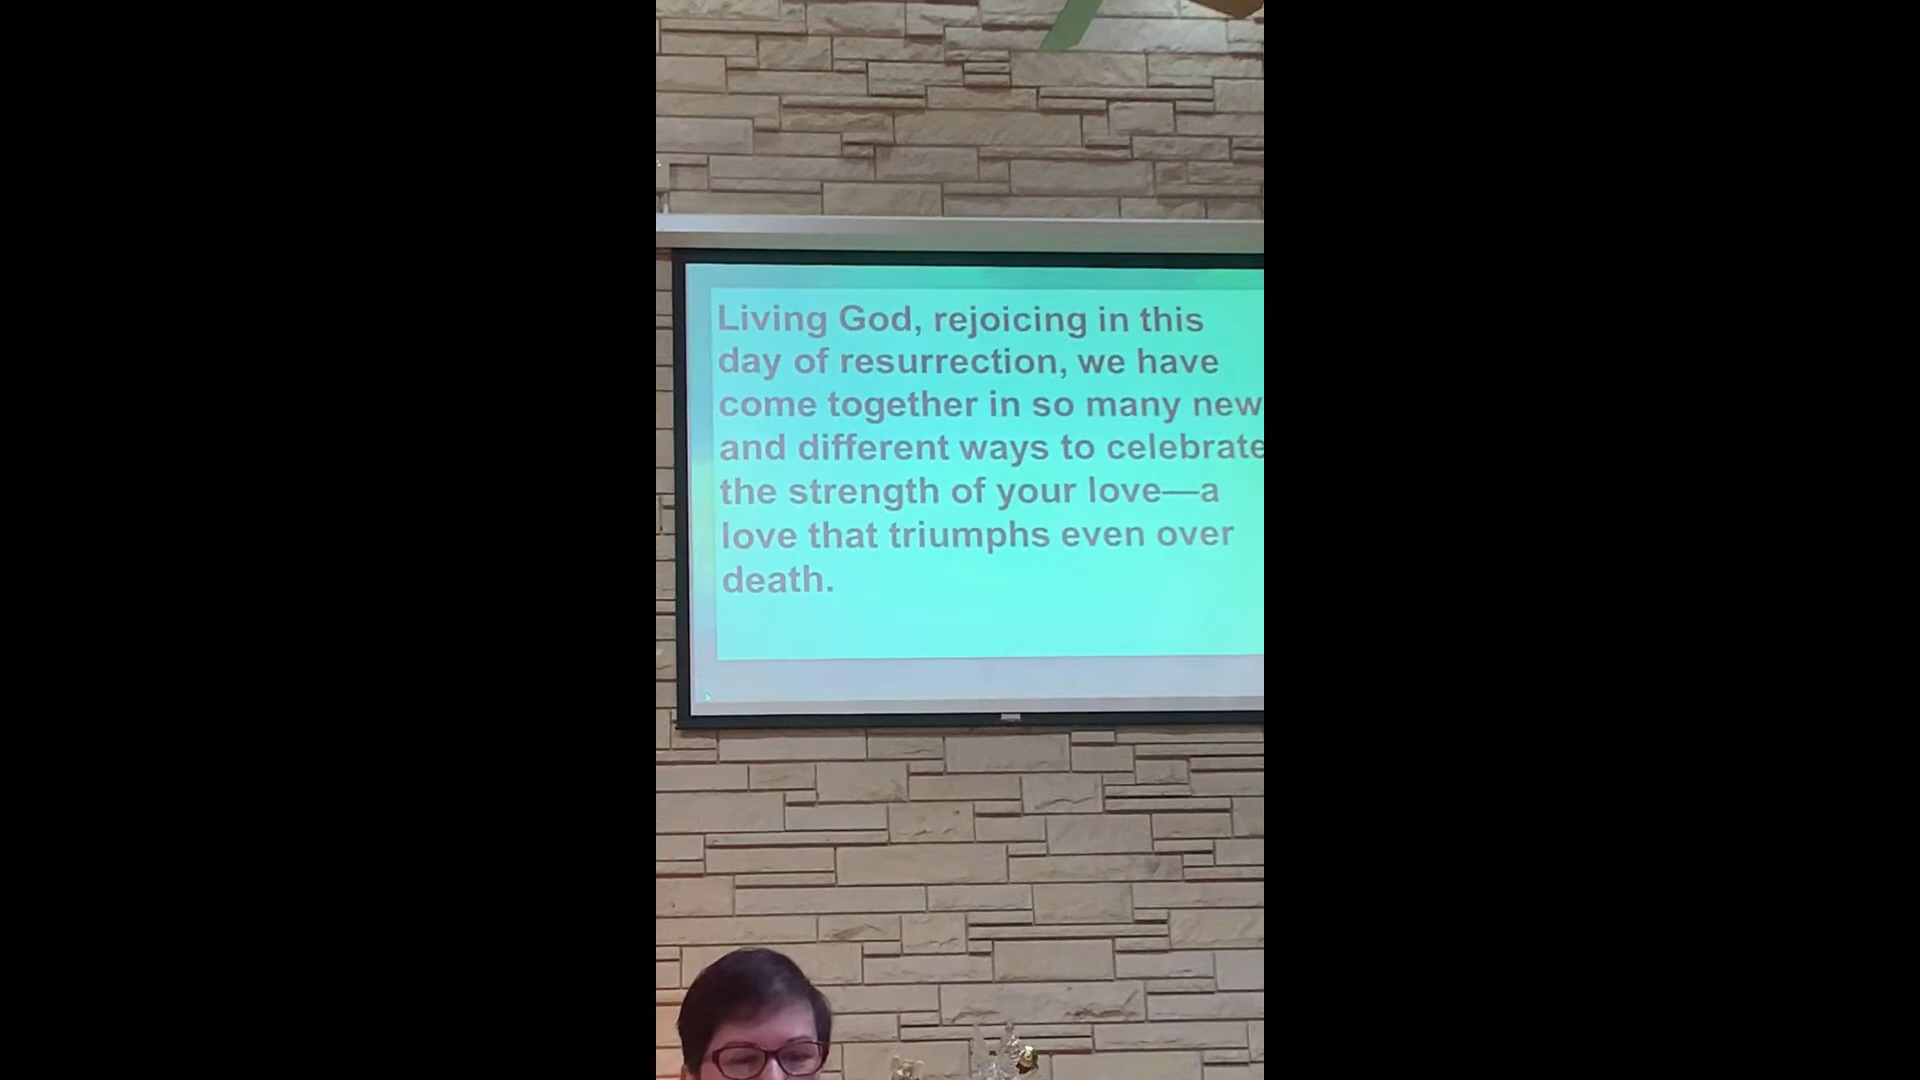 Living God, rejoicing in this
day of resurrection, we have
come together in so many new
and different ways to celebrate
the strength of your love—a
love that triumphs even over
death.